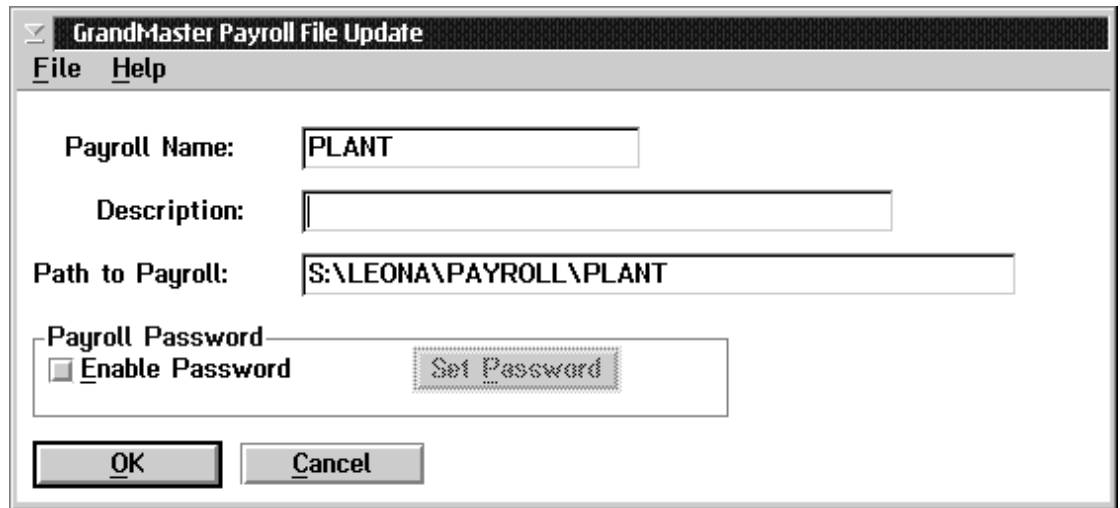 GrandMaster Payroll File Update
File Help
Payroll Name: PLANT
Description:
Path to Payroll: S:\LEONA\PAYROLL\PLANT
Payroll Password
Enable Password Set Password
OK Cancel